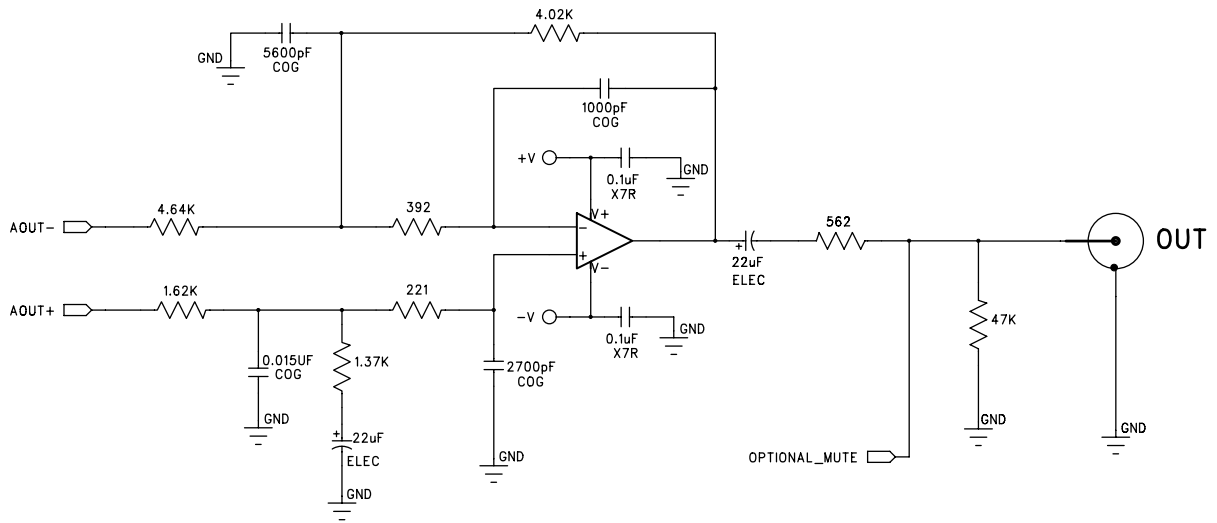 4.02K
GND
5600pF
COG
1000pF
COG
+V
GND
0.1uF
X7R
4.64K
392
AOUT-
V+
-
+
V-
562
OUT
+
22uF
ELEC
1.62K
221
AOUT+
-V
GND
0.1uF
X7R
47K
0.015UF
COG
1.37K
2700pF
COG
GND
+
22uF
ELEC
GND
GND
GND
OPTIONAL_MUTE
GND
GND